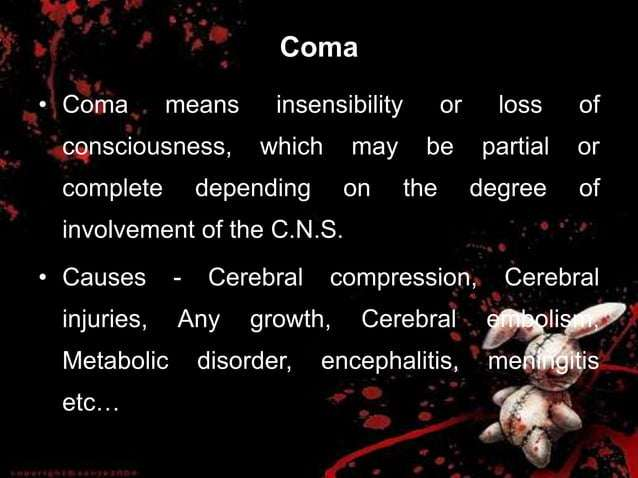 Coma
• Coma means insensibility or loss of
consciousness, which may be partial or
complete depending on the degree of
involvement of the C.N.S.
• Causes - Cerebral compression, Cerebral
injuries, Any growth, Cerebral embolism,
Metabolic disorder, encephalitis, meningitis
etc…